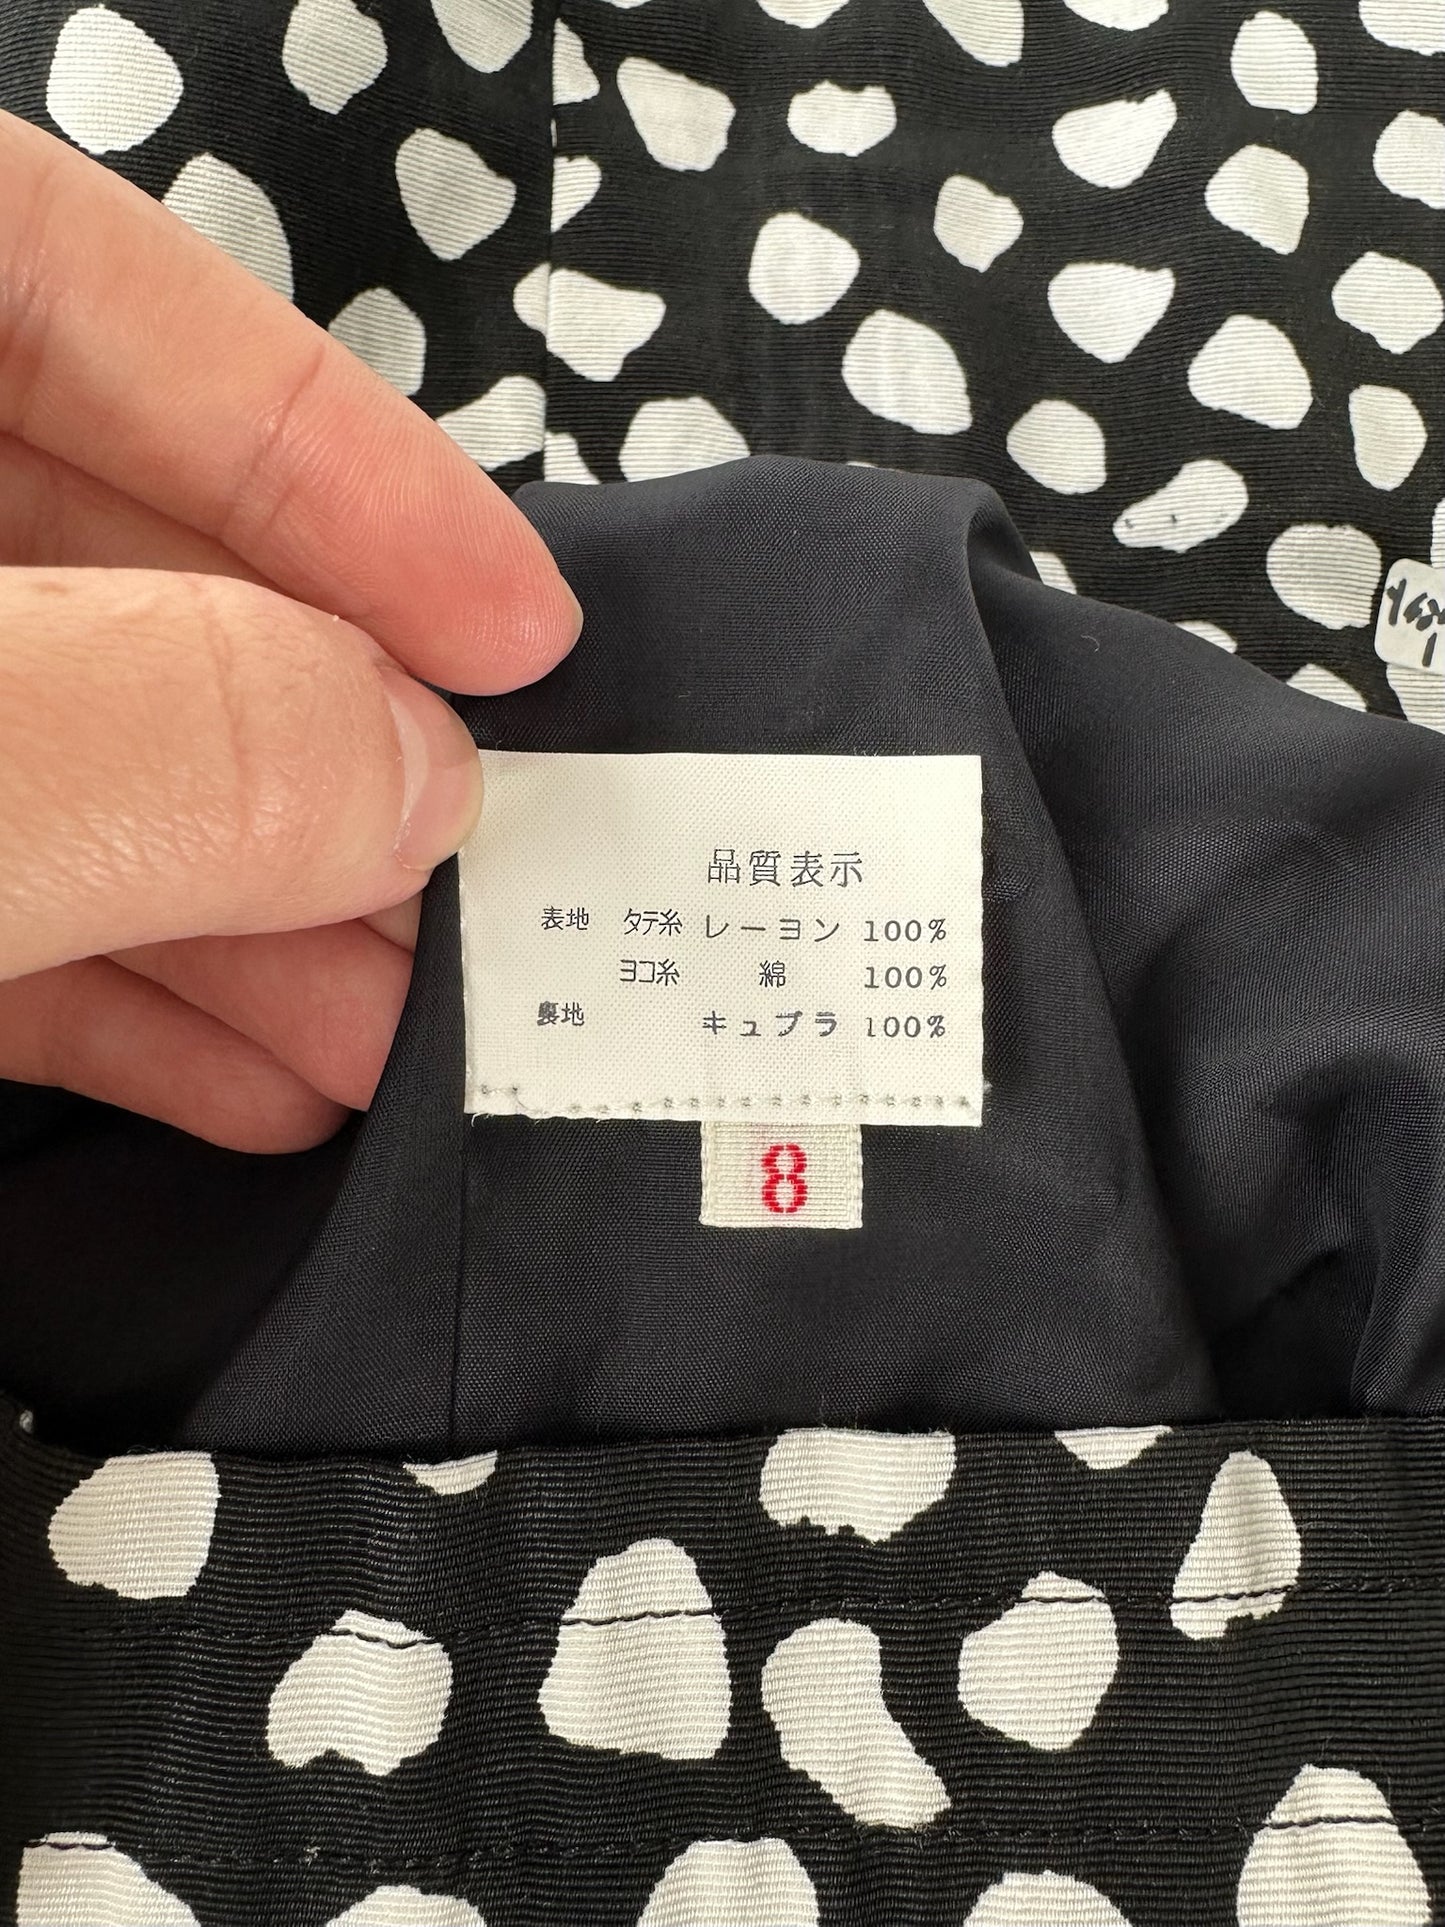 品質表示
表地 タテ糸 レーヨン 100%
ヨコ糸 綿 100%
裏地 キュプラ 100%
8